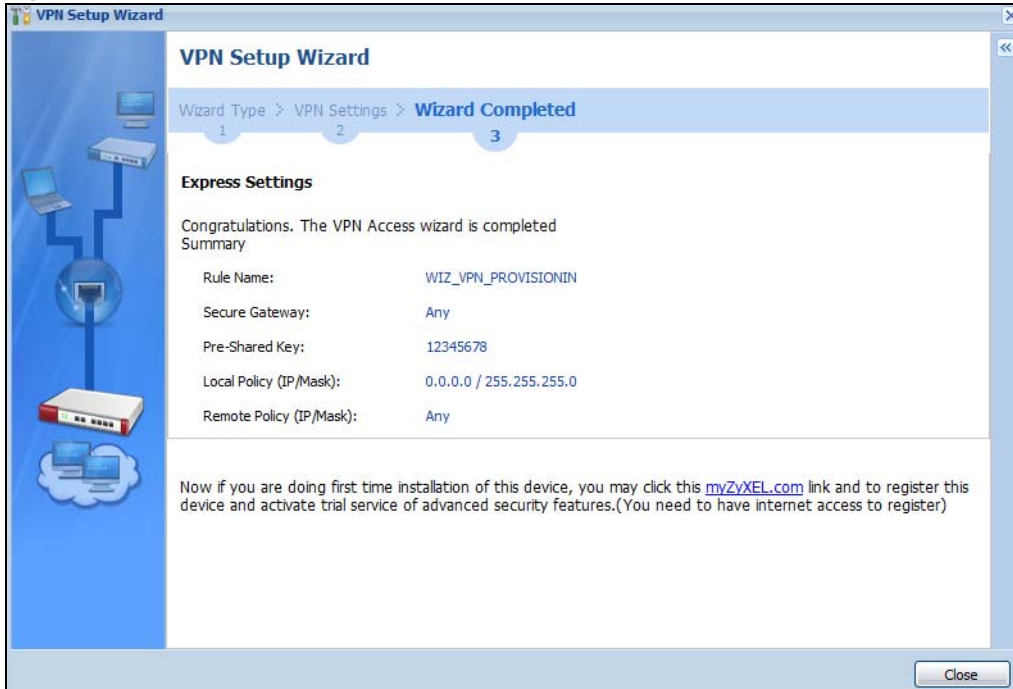 VPN Setup Wizard
VPN Setup Wizard
Wizard Type > VPN Settings > Wizard Completed
1 2 3
Express Settings
Congratulations. The VPN Access wizard is completed
Summary
Rule Name: WIZ_VPN_PROVISIONIN
Secure Gateway: Any
Pre-Shared Key: 12345678
Local Policy (IP/Mask): 0.0.0.0 / 255.255.255.0
Remote Policy (IP/Mask): Any
Now if you are doing first time installation of this device, you may click this myZyXEL.com link and to register this
device and activate trial service of advanced security features.(You need to have internet access to register)
Close